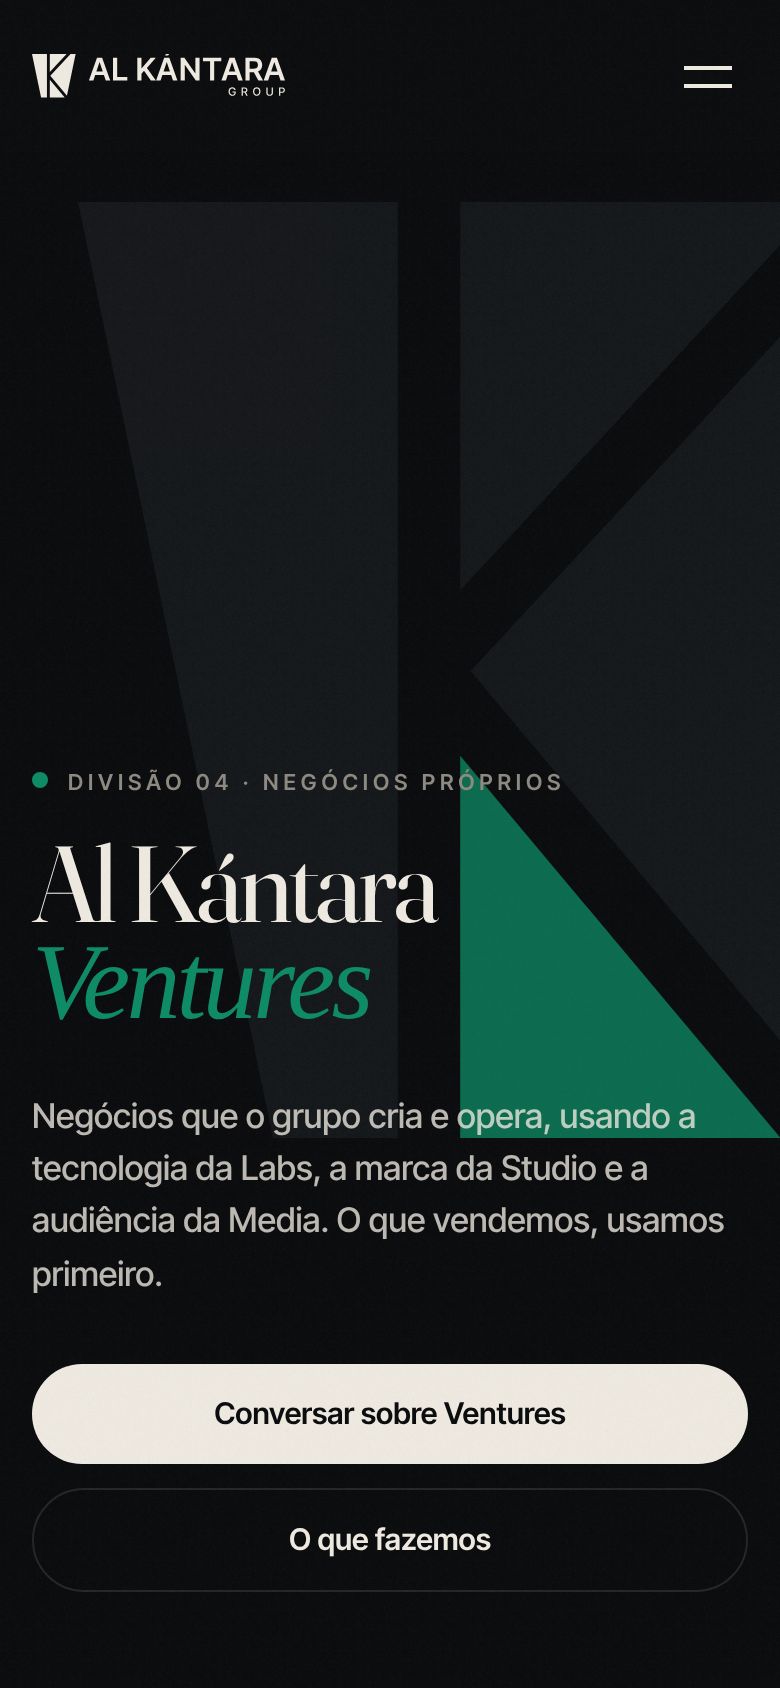 AL KÁNTARA
GROUP
DIVISÃO 04 · NEGÓCIOS PRÓPRIOS
Al Kántara
Ventures
Negócios que o grupo cria e opera, usando a
tecnologia da Labs, a marca da Studio e a
audiência da Media. O que vendemos, usamos
primeiro.
Conversar sobre Ventures
O que fazemos